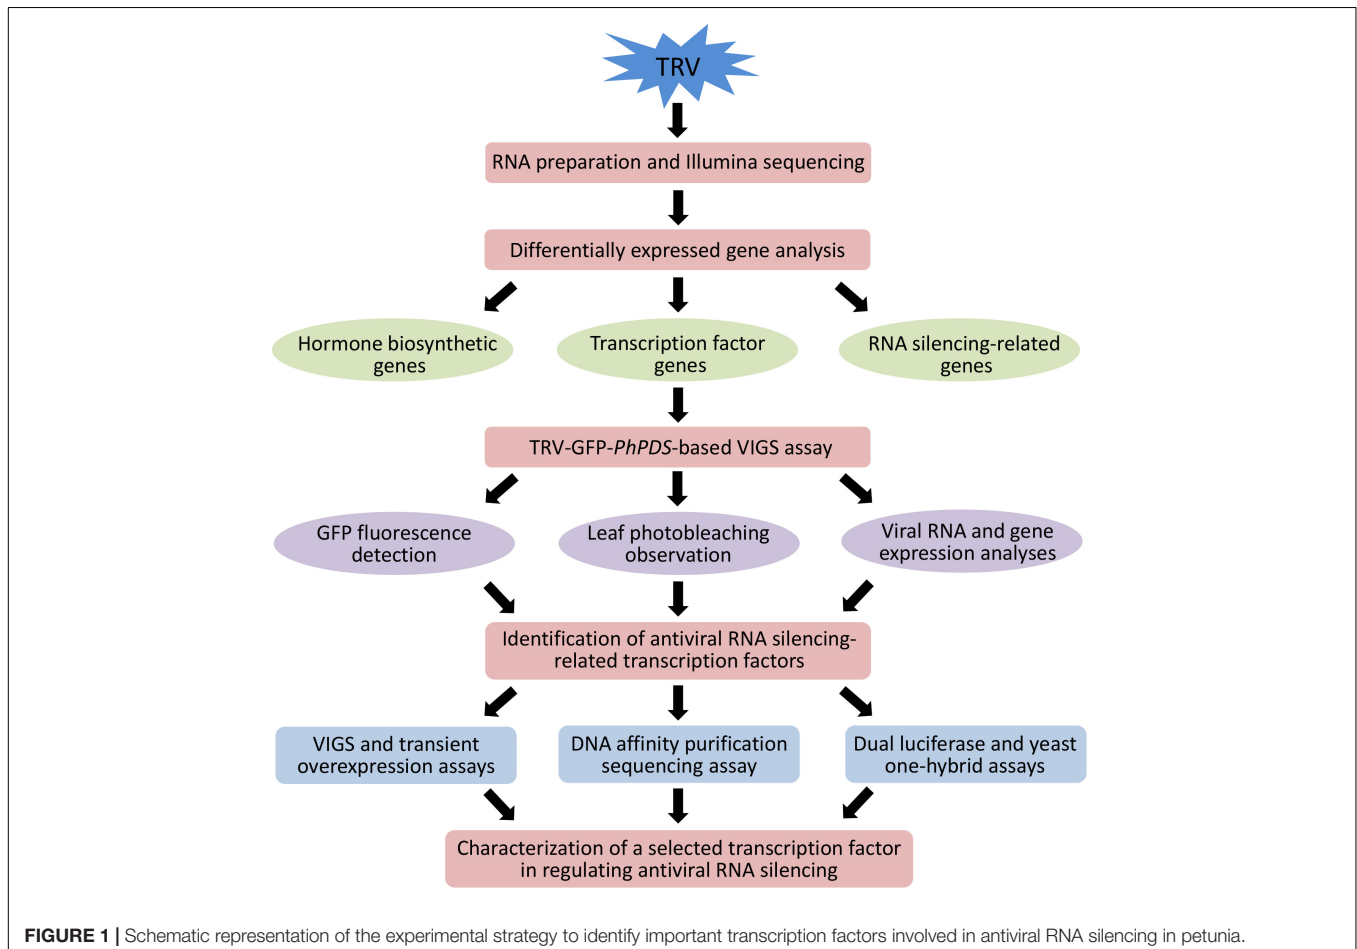 TRV
RNA preparation and Illumina sequencing
Differentially expressed gene analysis
Hormone biosynthetic
genes
Transcription factor
genes
RNA silencing-related
genes
TRV-GFP-PhPDS-based VIGS assay
GFP fluorescence
detection
Leaf photobleaching
observation
Viral RNA and gene
expression analyses
Identification of antiviral RNA silencing-
related transcription factors
VIGS and transient
overexpression assays
DNA affinity purification
sequencing assay
Dual luciferase and yeast
one-hybrid assays
Characterization of a selected transcription factor
in regulating antiviral RNA silencing
FIGURE 1 | Schematic representation of the experimental strategy to identify important transcription factors involved in antiviral RNA silencing in petunia.